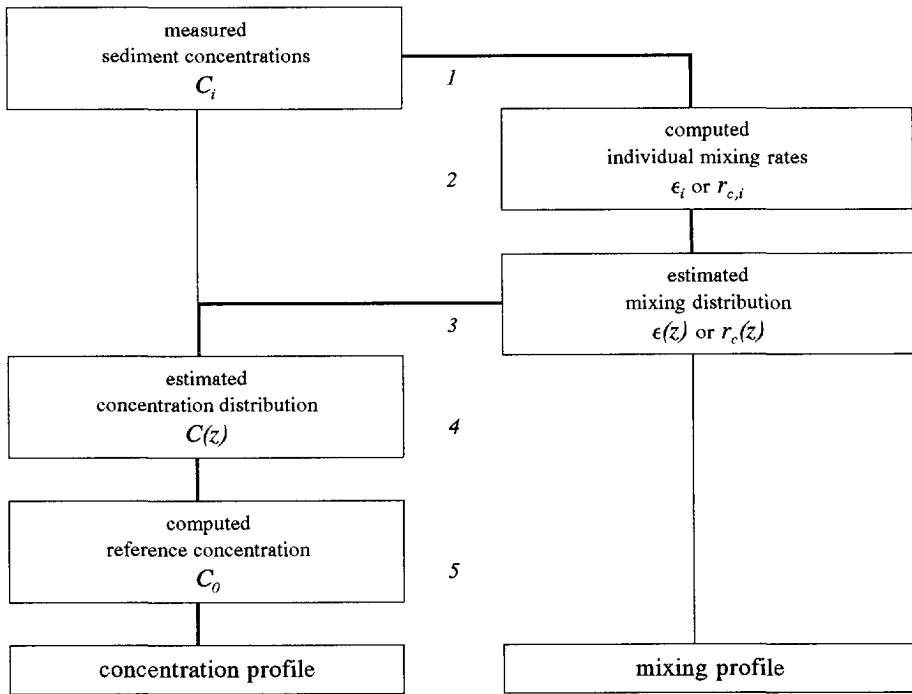 measured
sediment concentrations
C_i
1
computed
individual mixing rates
ϵ_i or r_{c,i}
2
estimated
mixing distribution
ϵ(z) or r_c(z)
3
estimated
concentration distribution
C(z)
4
computed
reference concentration
C_0
5
concentration profile
mixing profile